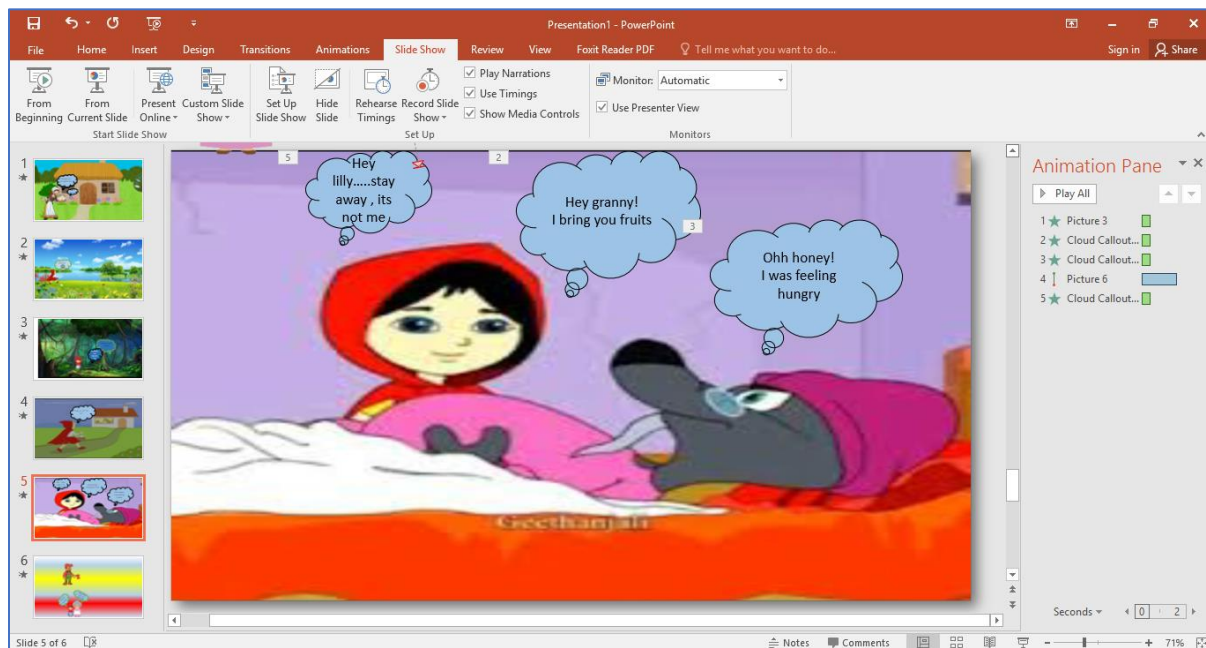 Presentation1 - PowerPoint
File Home Insert Design Transitions Animations Slide Show Review View Foxit Reader PDF Tell me what you want to do... Sign in Share
From Beginning
From Current Slide
Present Online
Custom Slide Show
Start Slide Show
Set Up Slide Show
Hide Slide
Rehearse Timings
Record Slide Show
Play Narrations
Use Timings
Show Media Controls
Set Up
Monitor: Automatic
Use Presenter View
Monitors
1
2
3
4
5
6
5
2
3
Hey
lilly.....stay
away , its
not me
Hey granny!
I bring you fruits
Ohh honey!
I was feeling
hungry
Geethanjali
Animation Pane
Play All
1 Picture 3
2 Cloud Callout...
3 Cloud Callout...
4 Picture 6
5 Cloud Callout...
Seconds 0 2
Slide 5 of 6
Notes Comments 71%